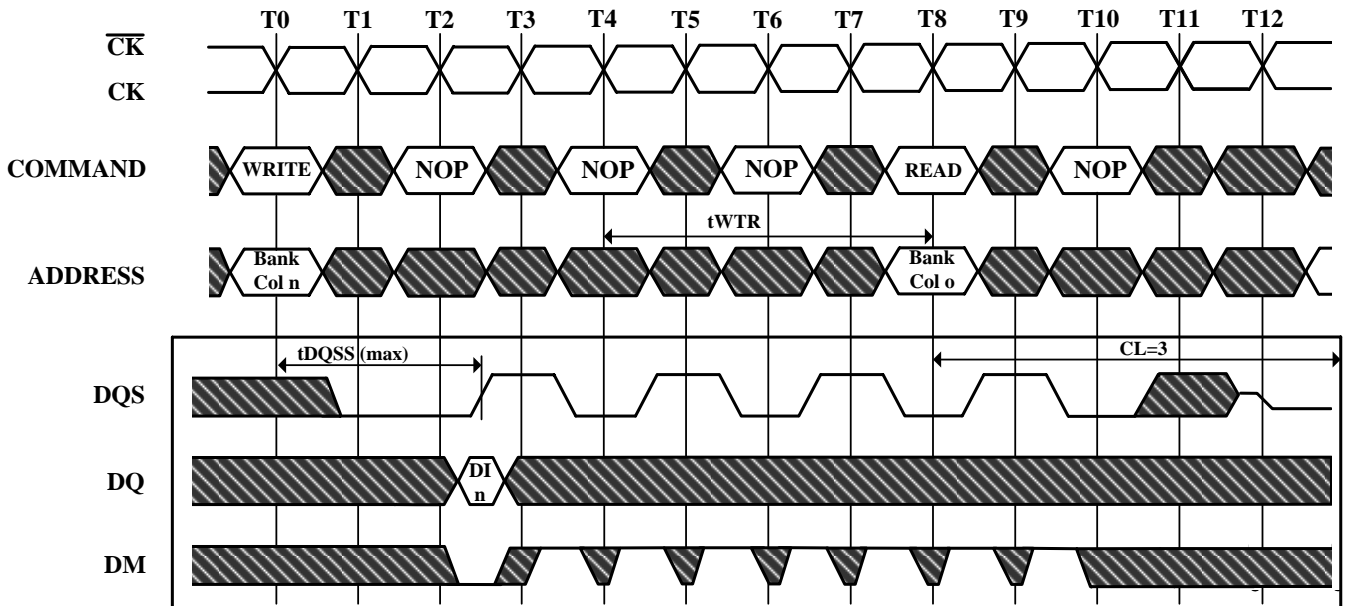 T0 T1 T2 T3 T4 T5 T6 T7 T8 T9 T10 T11 T12
CK
CK
COMMAND
WRITE NOP NOP NOP READ NOP
tWTR
ADDRESS
Bank
Col n
Bank
Col o
tDQSS (max)
CL=3
DQS
DQ
DI
n
DM